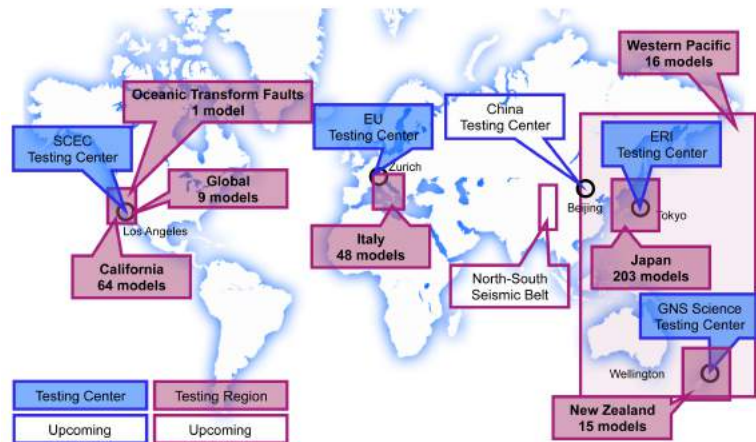 Western Pacific
16 models
Oceanic Transform Faults
1 model
SCEC
Testing Center
EU
Testing Center
China
Testing Center
ERI
Testing Center
Zurich
Global
9 models
Beijing
Tokyo
Los Angeles
California
64 models
Italy
48 models
North-South
Seismic Belt
Japan
203 models
GNS Science
Testing Center
Wellington
New Zealand
15 models
Testing Center
Testing Region
Upcoming
Upcoming